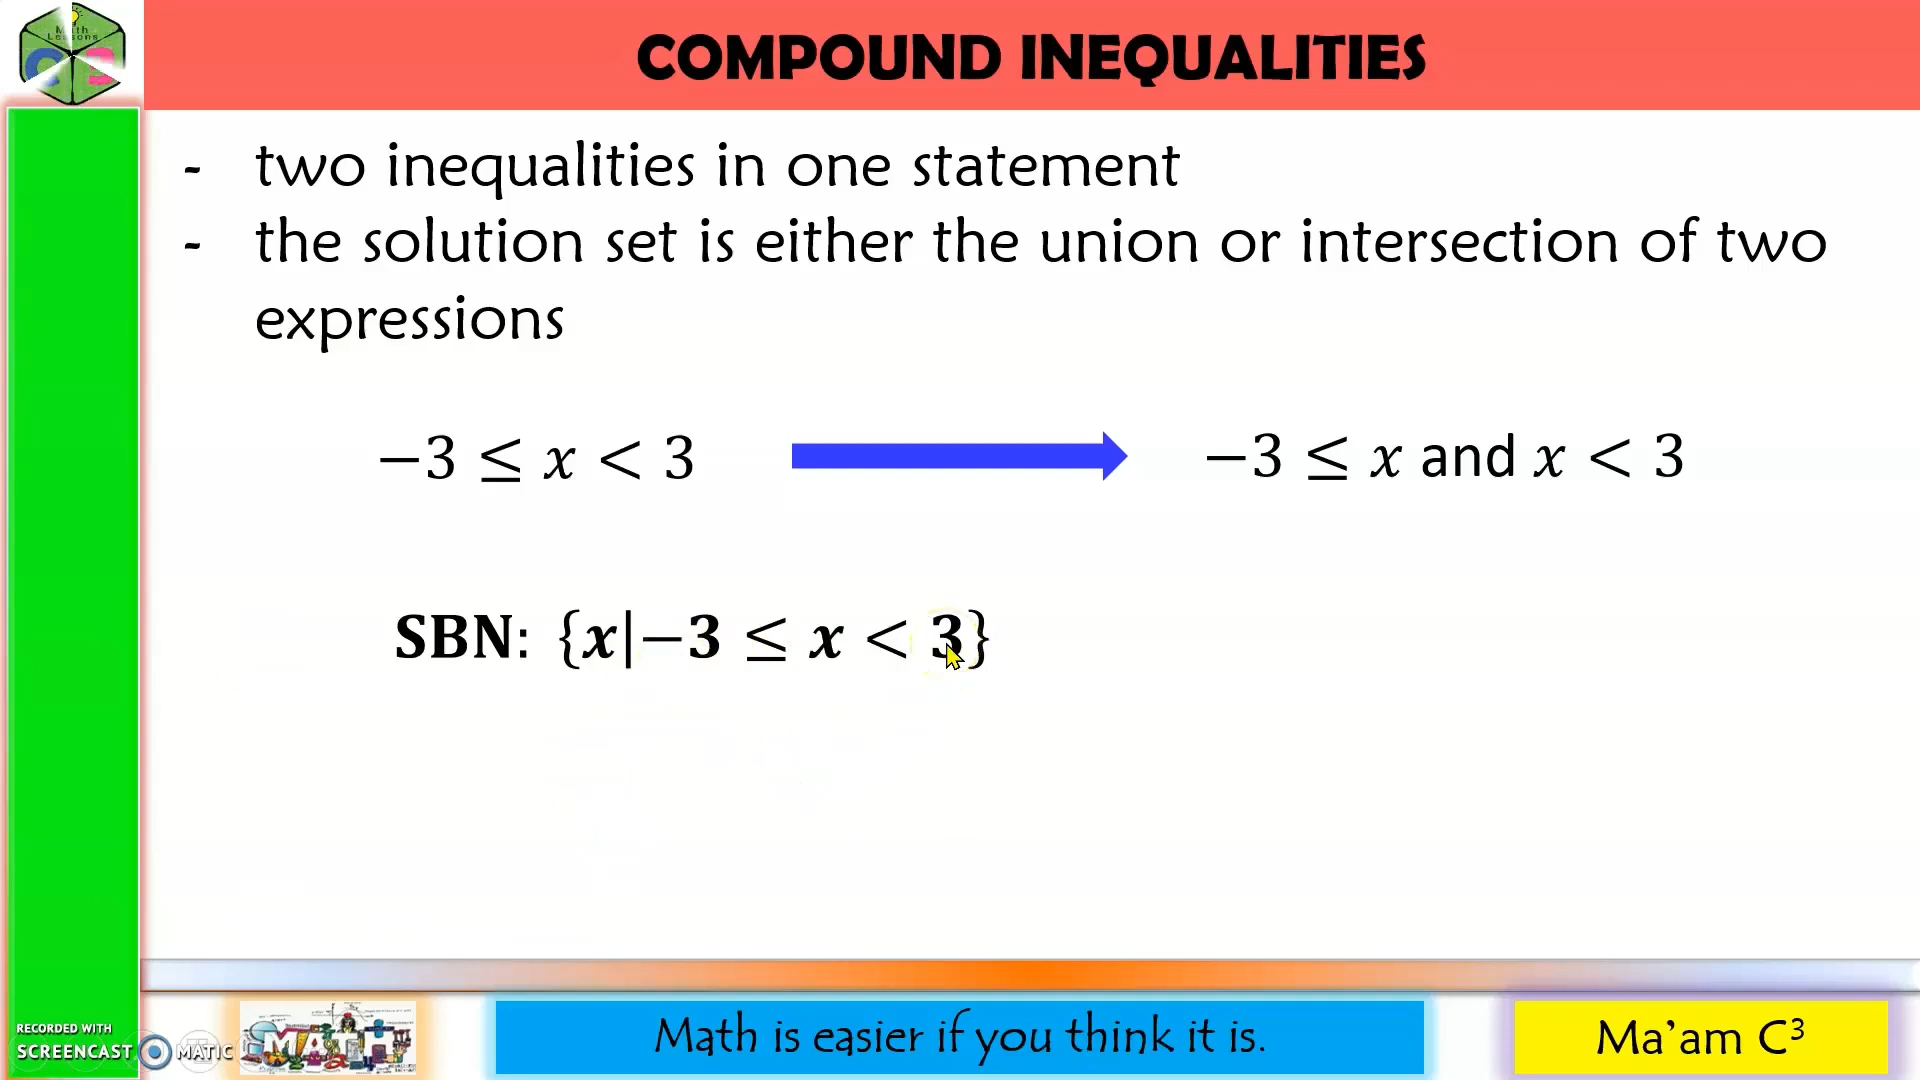 Math
Lessons
COMPOUND INEQUALITIES
- two inequalities in one statement
- the solution set is either the union or intersection of two
expressions
−3 ≤ x < 3
−3 ≤ x and x < 3
SBN: {x|−3 ≤ x < 3}
RECORDED WITH
SCREENCAST MATIC
MATH
Math is easier if you think it is.
Ma’am C³